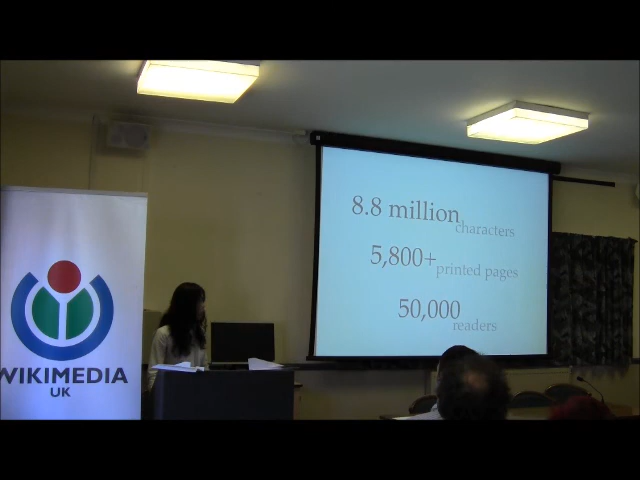 8.8 million
characters
5,800+
printed pages
50,000
readers
WIKIMEDIA
UK